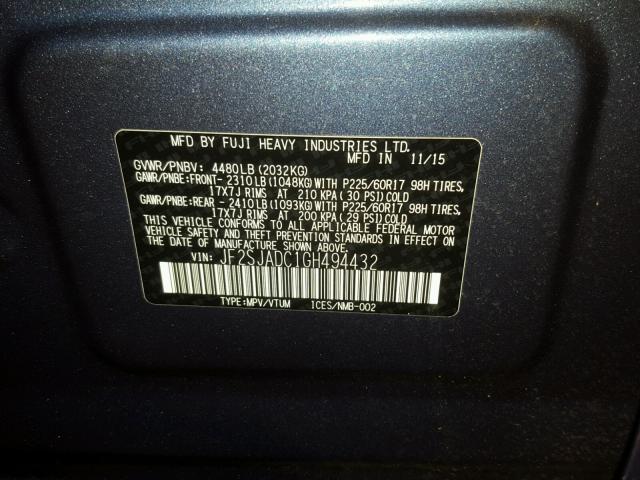 MFD BY FUJI HEAVY INDUSTRIES LTD.
MFD IN 11/15
GVWR/PNBV: 4480LB (2032KG)
GAWR/PNBE:FRONT- 2310LB (1048KG) WITH P225/60R17 98H TIRES,
17X7J RIMS AT 210 KPA ( 30 PSI) COLD
GAWR/PNBE:REAR - 2410LB (1093KG) WITH P225/60R17 98H TIRES,
17X7J RIMS AT 200 KPA ( 29 PSI) COLD
THIS VEHICLE CONFORMS TO ALL APPLICABLE FEDERAL MOTOR
VEHICLE SAFETY AND THEFT PREVENTION STANDARDS IN EFFECT
ON THE DATE OF MANUFACTURE SHOWN ABOVE.
VIN: JF2SJADC1GH494432
TYPE:MPV/VTUM ICES/NMB-002